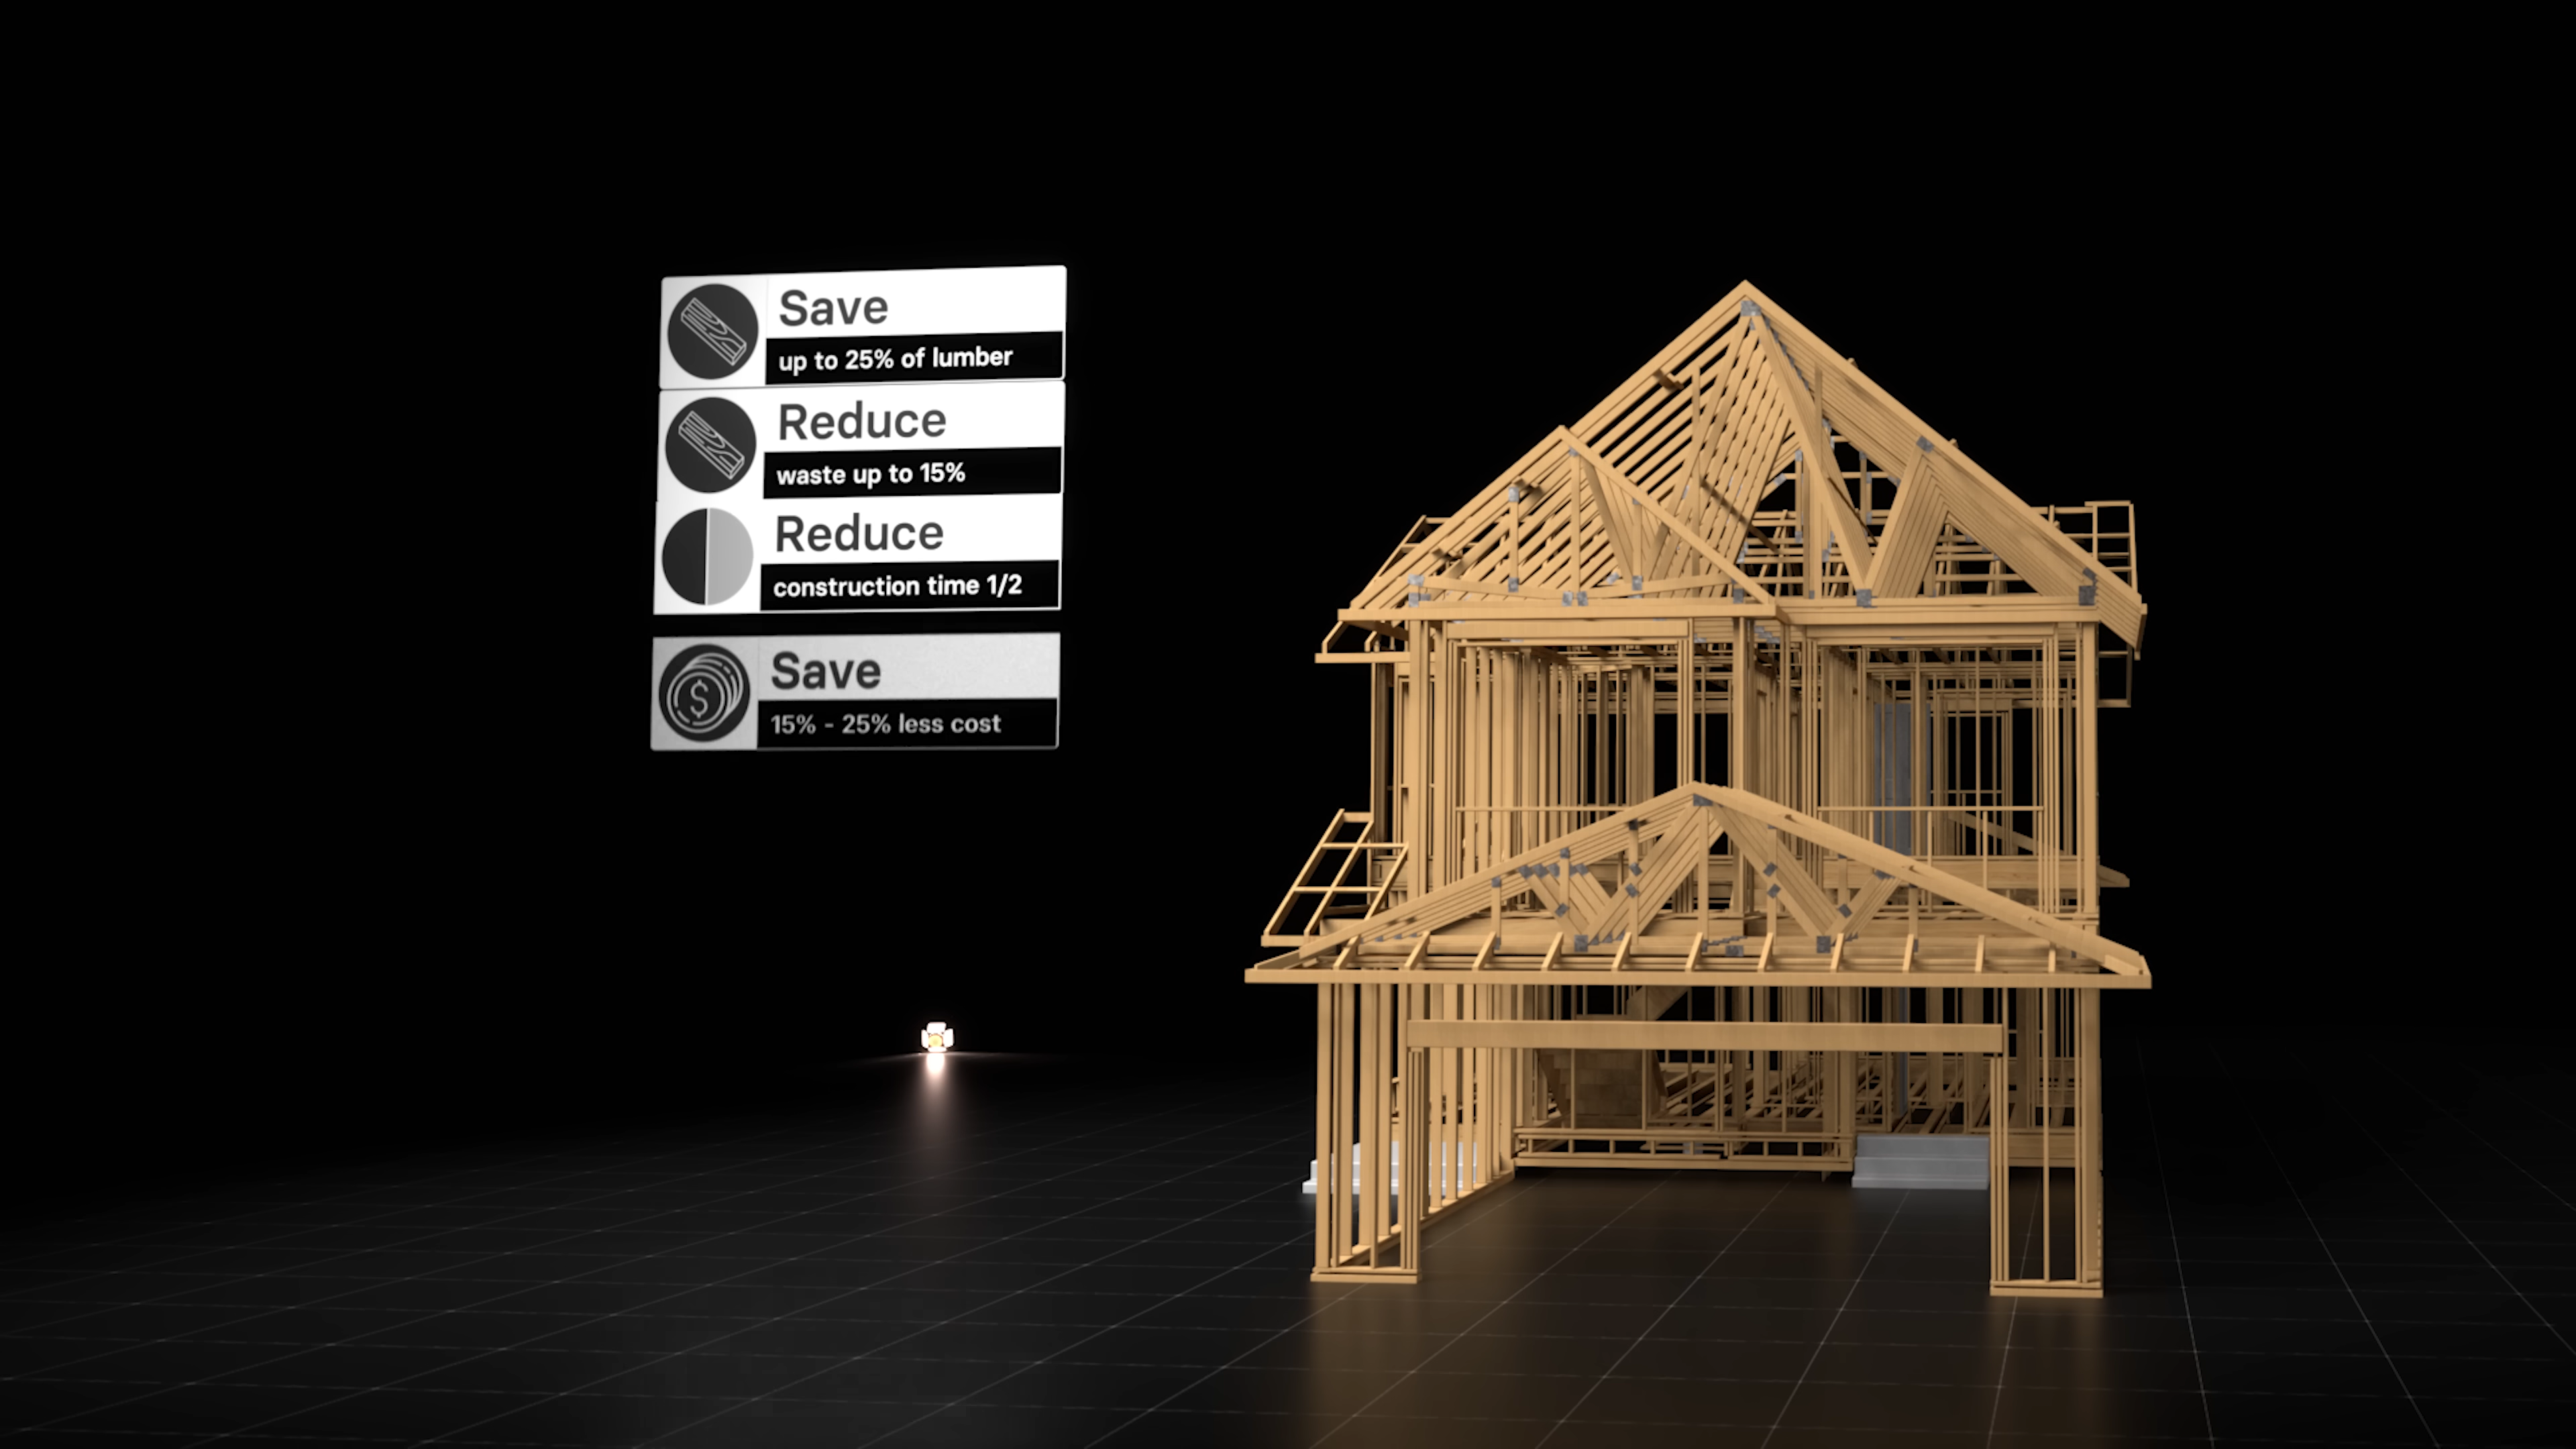 Save
up to 25% of lumber
Reduce
waste up to 15%
Reduce
construction time 1/2
$
Save
15% - 25% less cost